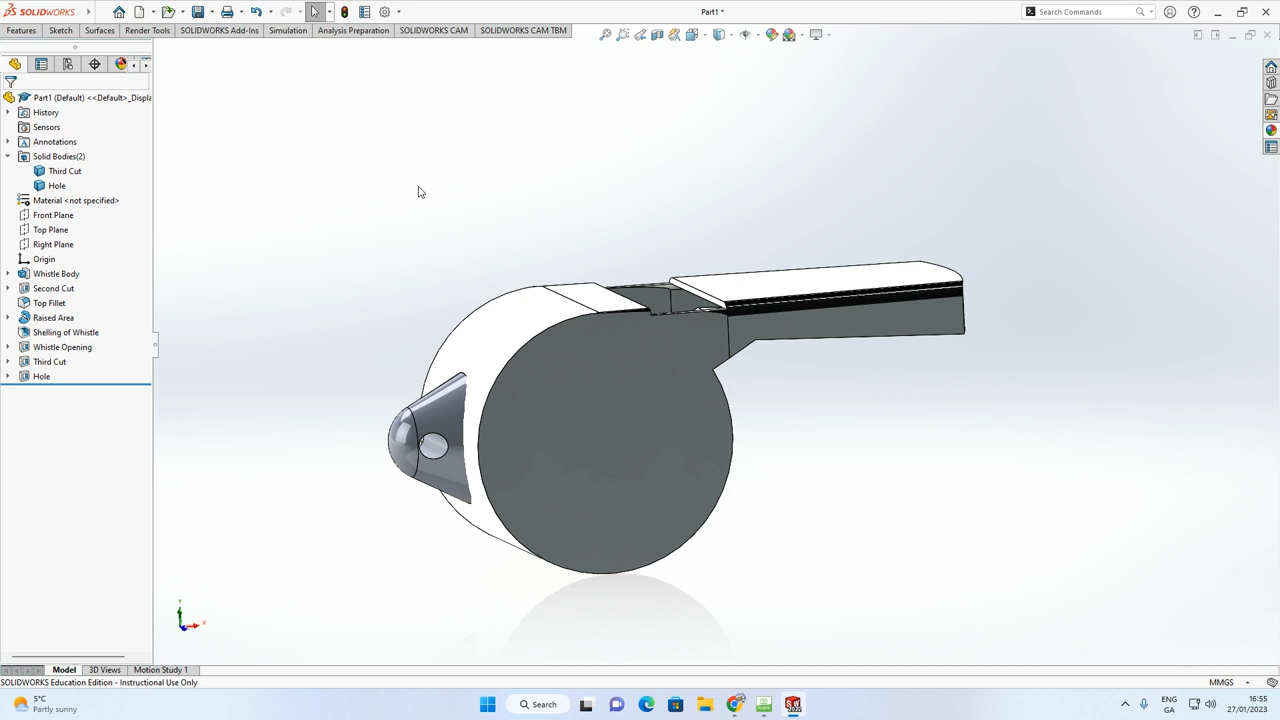 SOLIDWORKS
Part1 *
Search Commands
Features
Sketch
Surfaces
Render Tools
SOLIDWORKS Add-Ins
Simulation
Analysis Preparation
SOLIDWORKS CAM
SOLIDWORKS CAM TBM
Part1 (Default) <<Default>_Displa
History
Sensors
Annotations
Solid Bodies(2)
Third Cut
Hole
Material <not specified>
Front Plane
Top Plane
Right Plane
Origin
Whistle Body
Second Cut
Top Fillet
Raised Area
Shelling of Whistle
Whistle Opening
Third Cut
Hole
Y
X
Model
3D Views
Motion Study 1
SOLIDWORKS Education Edition - Instructional Use Only
MMGS
5°C
Partly sunny
Search
ENG
GA
16:55
27/01/2023